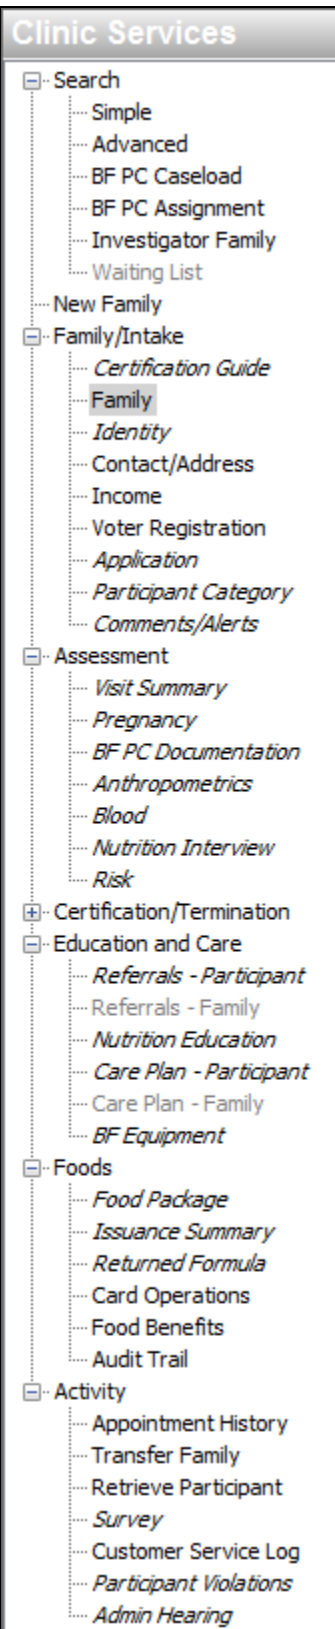 Clinic Services
Search
Simple
Advanced
BF PC Caseload
BF PC Assignment
Investigator Family
Waiting List
New Family
Family/Intake
Certification Guide
Family
Identity
Contact/Address
Income
Voter Registration
Application
Participant Category
Comments/Alerts
Assessment
Visit Summary
Pregnancy
BF PC Documentation
Anthropometrics
Blood
Nutrition Interview
Risk
Certification/Termination
Education and Care
Referrals - Participant
Referrals - Family
Nutrition Education
Care Plan - Participant
Care Plan - Family
BF Equipment
Foods
Food Package
Issuance Summary
Returned Formula
Card Operations
Food Benefits
Audit Trail
Activity
Appointment History
Transfer Family
Retrieve Participant
Survey
Customer Service Log
Participant Violations
Admin Hearing